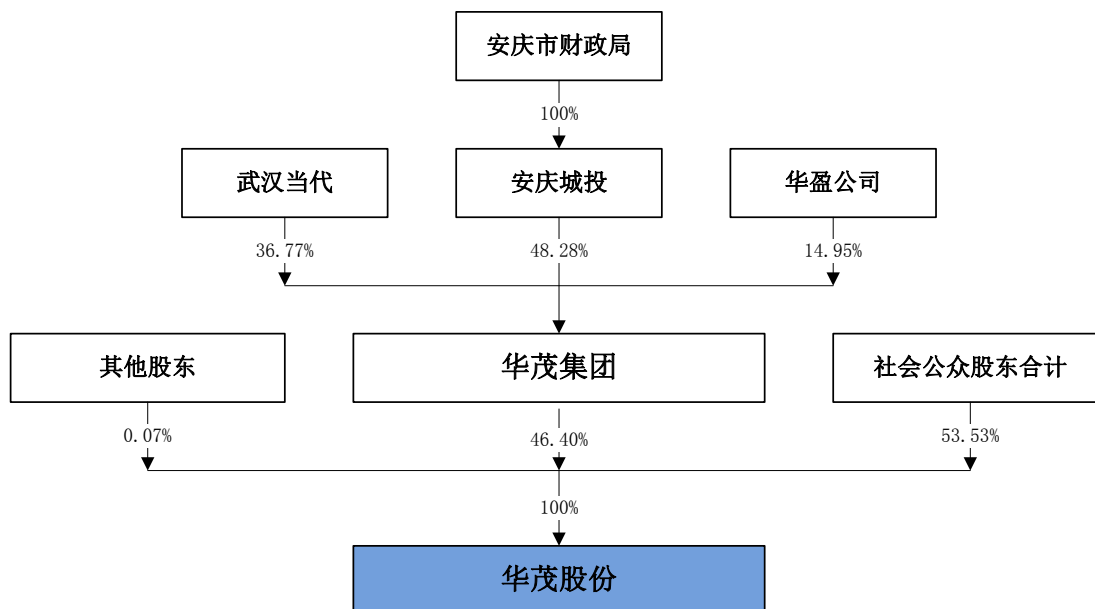 安庆市财政局
100%
武汉当代
安庆城投
华盈公司
36.77%
48.28%
14.95%
其他股东
华茂集团
社会公众股东合计
0.07%
46.40%
53.53%
100%
华茂股份